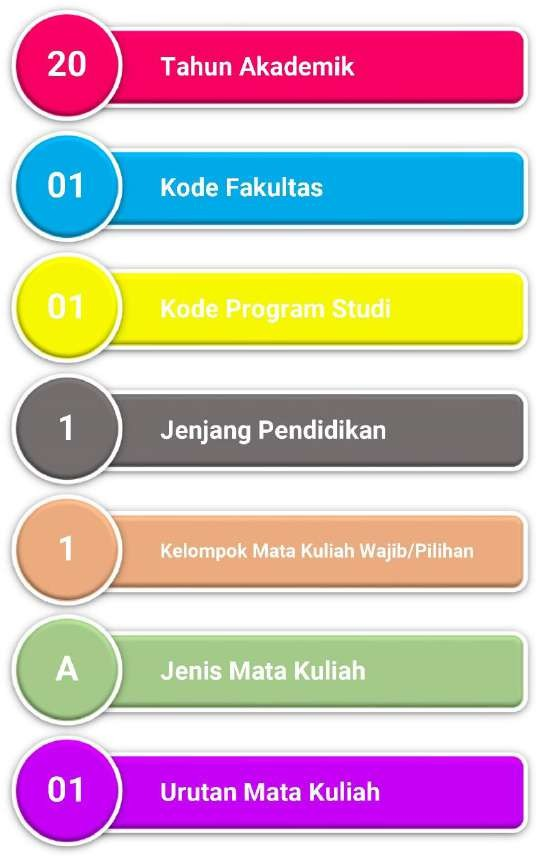 20 Tahun Akademik
01 Kode Fakultas
01 Kode Program Studi
1 Jenjang Pendidikan
1 Kelompok Mata Kuliah Wajib/Pilihan
A Jenis Mata Kuliah
01 Urutan Mata Kuliah